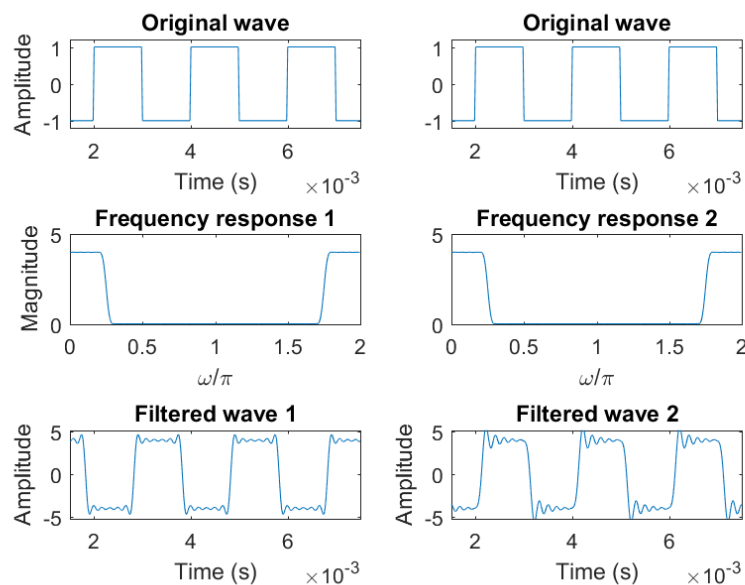 Original wave
Amplitude
1
0
-1
2 4 6
Time (s)
×10⁻³
Original wave
1
0
-1
2 4 6
Time (s)
×10⁻³
Frequency response 1
Magnitude
5
0
0 0.5 1 1.5 2
ω/π
Frequency response 2
5
0
0 0.5 1 1.5 2
ω/π
Filtered wave 1
Amplitude
5
0
-5
2 4 6
Time (s)
×10⁻³
Filtered wave 2
Amplitude
5
0
-5
2 4 6
Time (s)
×10⁻³